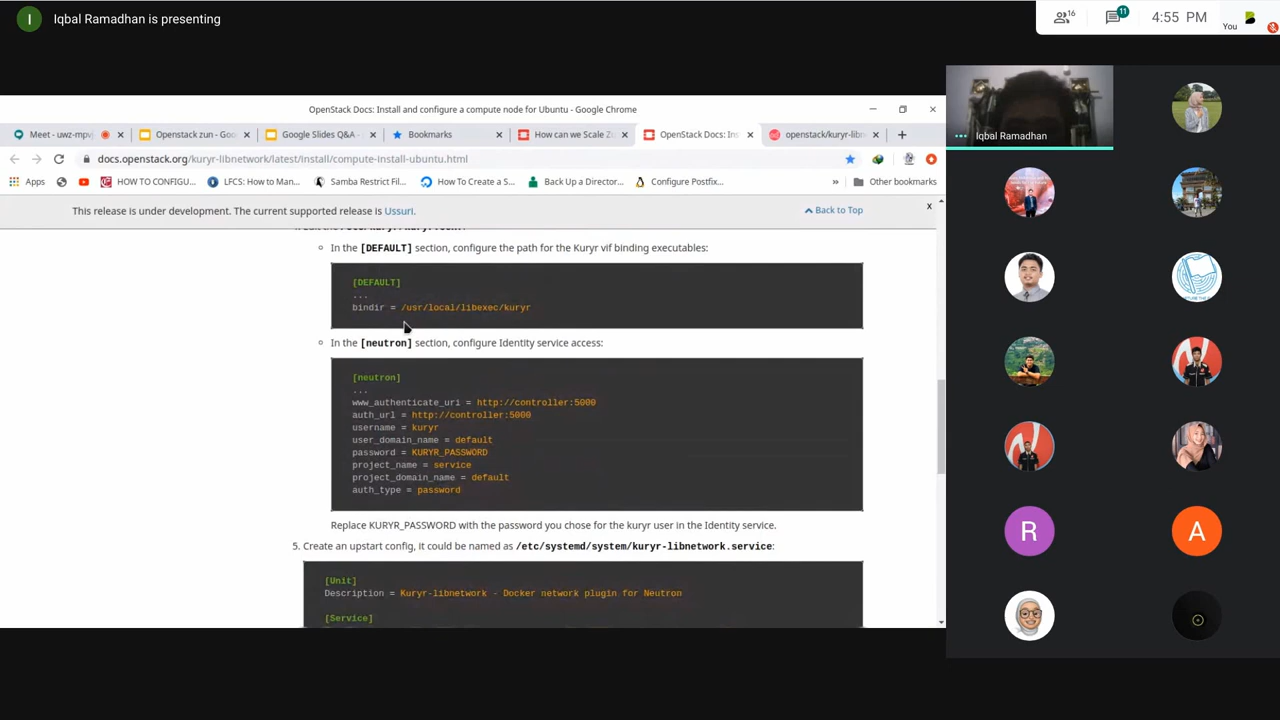 I
Iqbal Ramadhan is presenting
16
11
4:55 PM
You
OpenStack Docs: Install and configure a compute node for Ubuntu - Google Chrome
Meet - uwz-mpvj
Openstack zun - Goo
Google Slides Q&A -
Bookmarks
How can we Scale Zu
OpenStack Docs: Ins
openstack/kuryr-libn
docs.openstack.org/kuryr-libnetwork/latest/install/compute-install-ubuntu.html
Apps
HOW TO CONFIGU...
LFCS: How to Man...
Samba Restrict Fil...
How To Create a S...
Back Up a Director...
Configure Postfix...
»
Other bookmarks
This release is under development. The current supported release is Ussuri.
Back to Top
X
In the [DEFAULT] section, configure the path for the Kuryr vif binding executables:
[DEFAULT]
...
bindir = /usr/local/libexec/kuryr
In the [neutron] section, configure Identity service access:
[neutron]
...
www_authenticate_uri = http://controller:5000
auth_url = http://controller:5000
username = kuryr
user_domain_name = default
password = KURYR_PASSWORD
project_name = service
project_domain_name = default
auth_type = password
Replace KURYR_PASSWORD with the password you chose for the kuryr user in the Identity service.
5. Create an upstart config, it could be named as /etc/systemd/system/kuryr-libnetwork.service:
[Unit]
Description = Kuryr-libnetwork - Docker network plugin for Neutron
[Service]
Iqbal Ramadhan
R
A